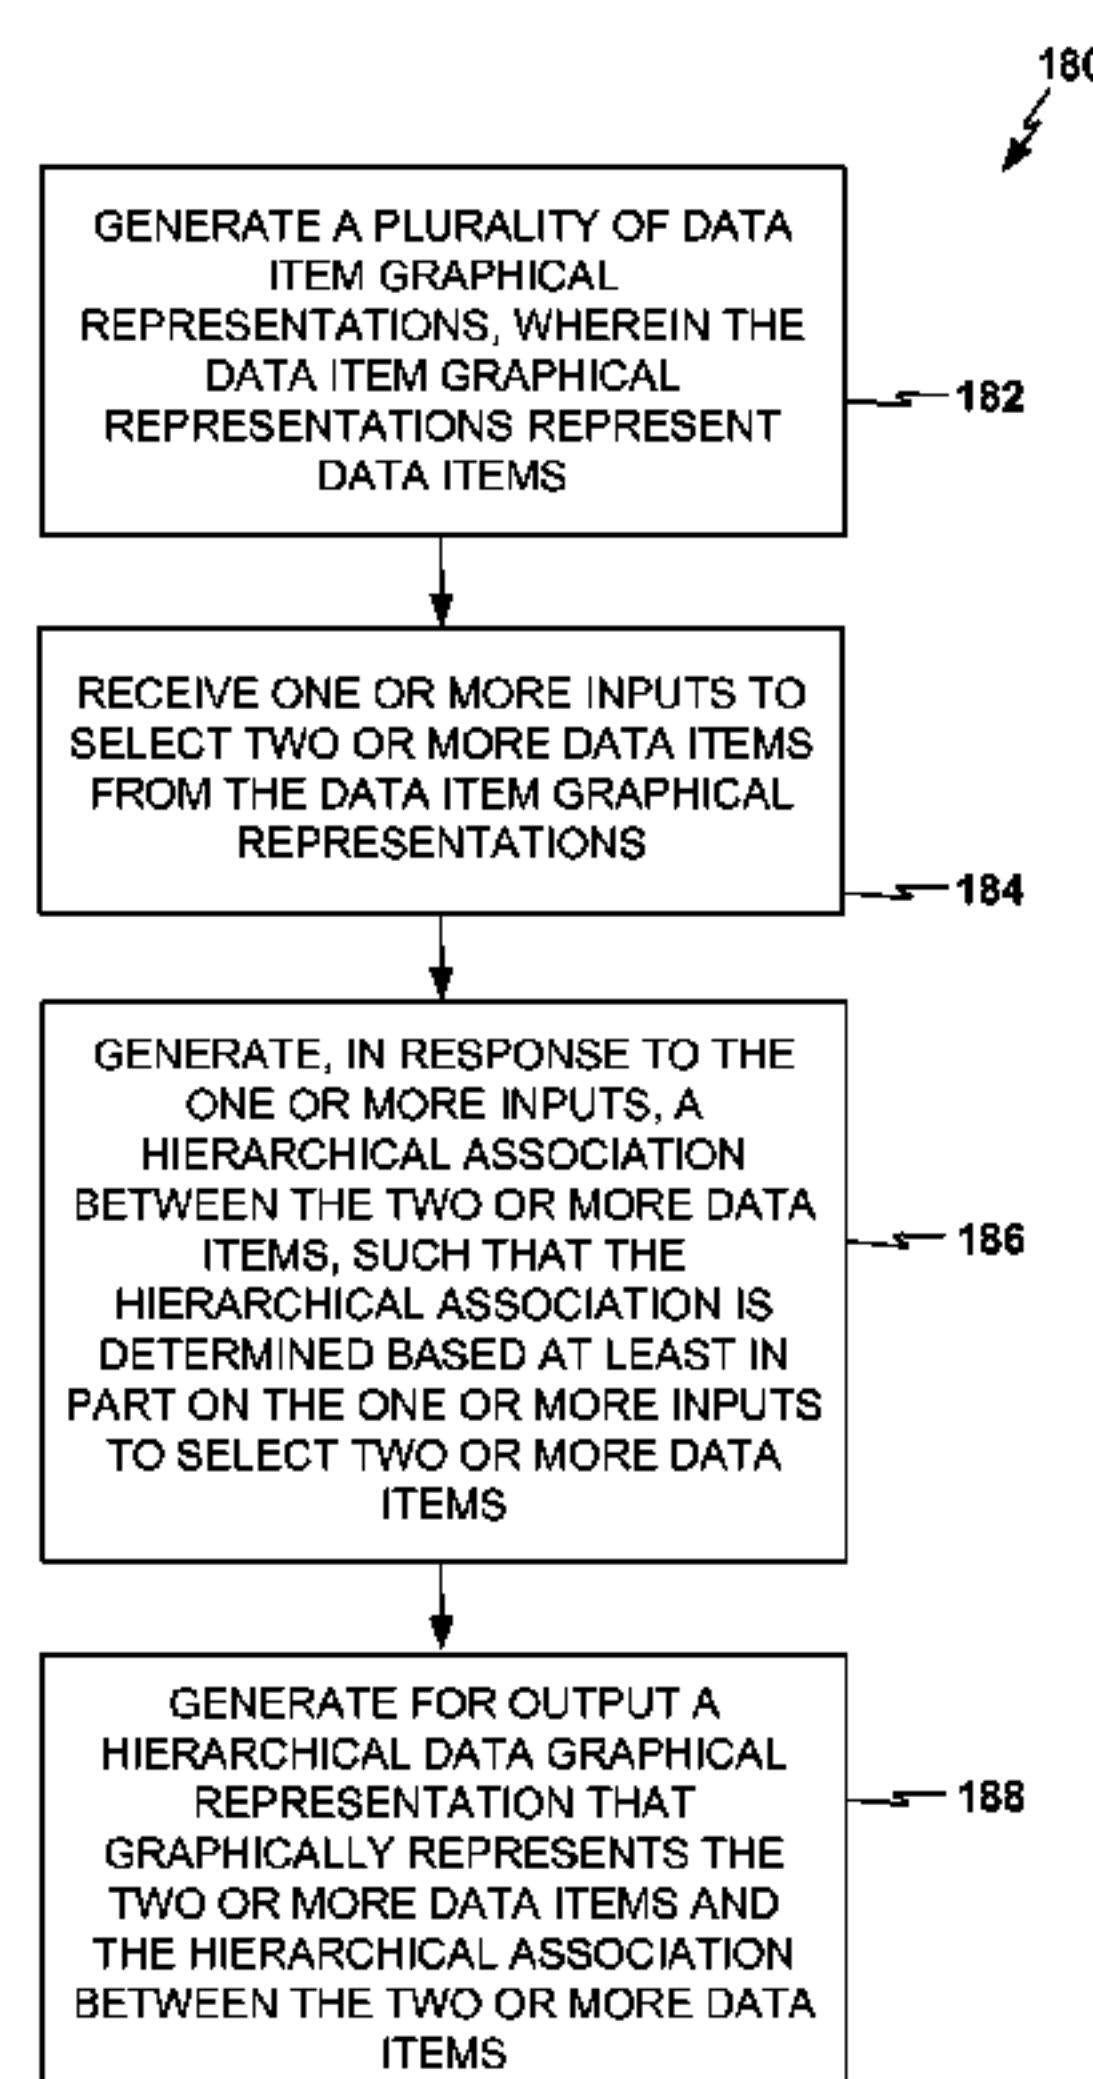 180
GENERATE A PLURALITY OF DATA
ITEM GRAPHICAL
REPRESENTATIONS, WHEREIN THE
DATA ITEM GRAPHICAL
REPRESENTATIONS REPRESENT
DATA ITEMS
182
RECEIVE ONE OR MORE INPUTS TO
SELECT TWO OR MORE DATA ITEMS
FROM THE DATA ITEM GRAPHICAL
REPRESENTATIONS
184
GENERATE, IN RESPONSE TO THE
ONE OR MORE INPUTS, A
HIERARCHICAL ASSOCIATION
BETWEEN THE TWO OR MORE DATA
ITEMS, SUCH THAT THE
HIERARCHICAL ASSOCIATION IS
DETERMINED BASED AT LEAST IN
PART ON THE ONE OR MORE INPUTS
TO SELECT TWO OR MORE DATA
ITEMS
186
GENERATE FOR OUTPUT A
HIERARCHICAL DATA GRAPHICAL
REPRESENTATION THAT
GRAPHICALLY REPRESENTS THE
TWO OR MORE DATA ITEMS AND
THE HIERARCHICAL ASSOCIATION
BETWEEN THE TWO OR MORE DATA
ITEMS
188